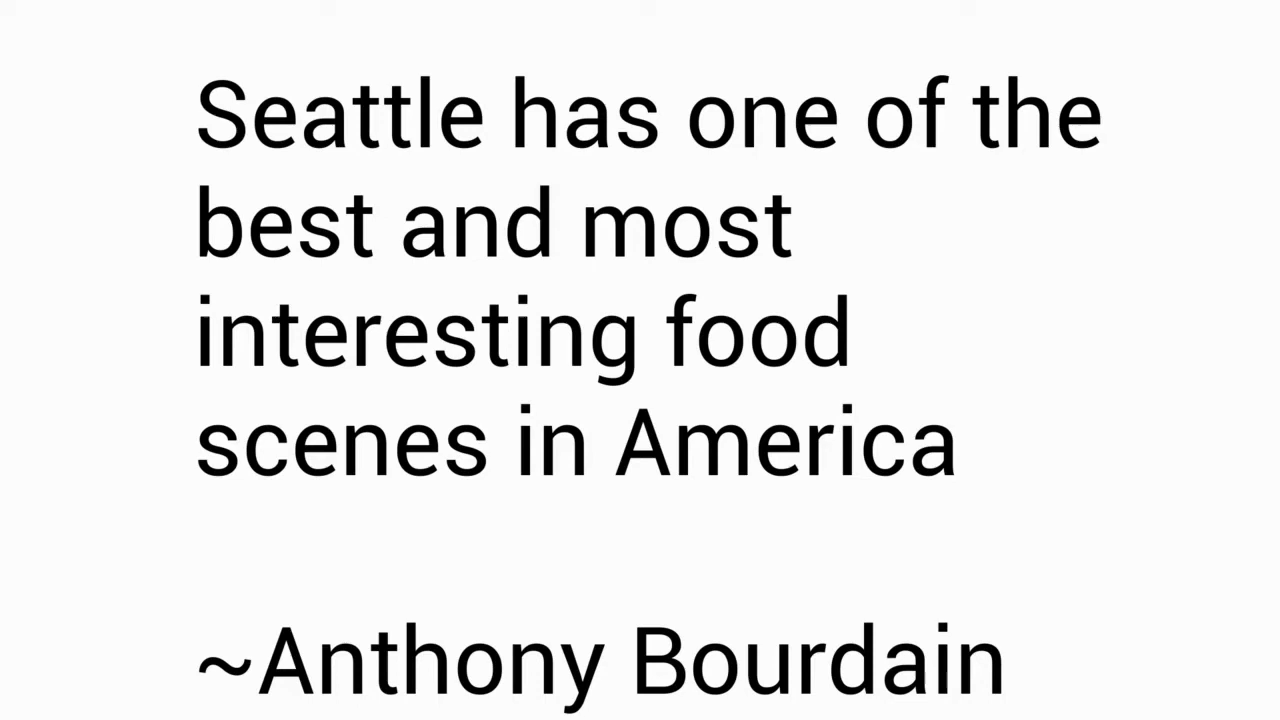 Seattle has one of the
best and most
interesting food
scenes in America
~Anthony Bourdain